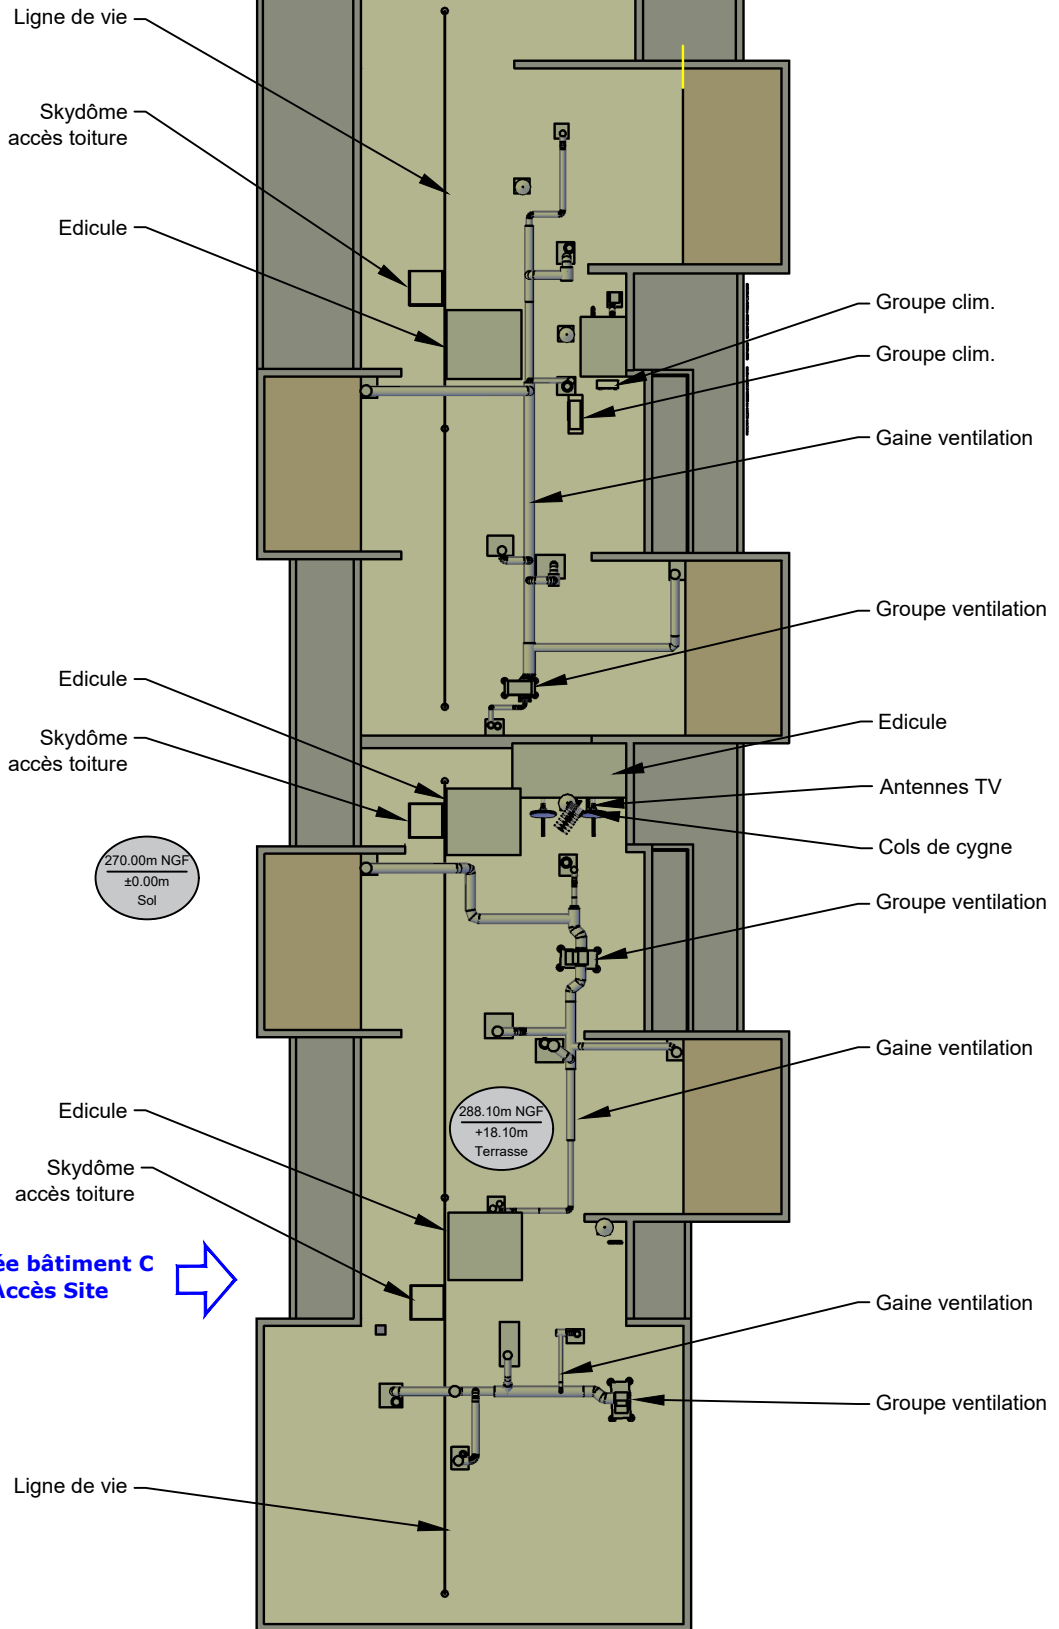 Ligne de vie
Skydôme
accès toiture
Edicule
Groupe clim.
Groupe clim.
Gaine ventilation
Groupe ventilation
Edicule
Skydôme
accès toiture
Edicule
Antennes TV
Cols de cygne
270.00m NGF
±0.00m
Sol
Groupe ventilation
Gaine ventilation
288.10m NGF
+18.10m
Terrasse
Edicule
Skydôme
accès toiture
ée bâtiment C
Accès Site
Gaine ventilation
Groupe ventilation
Ligne de vie